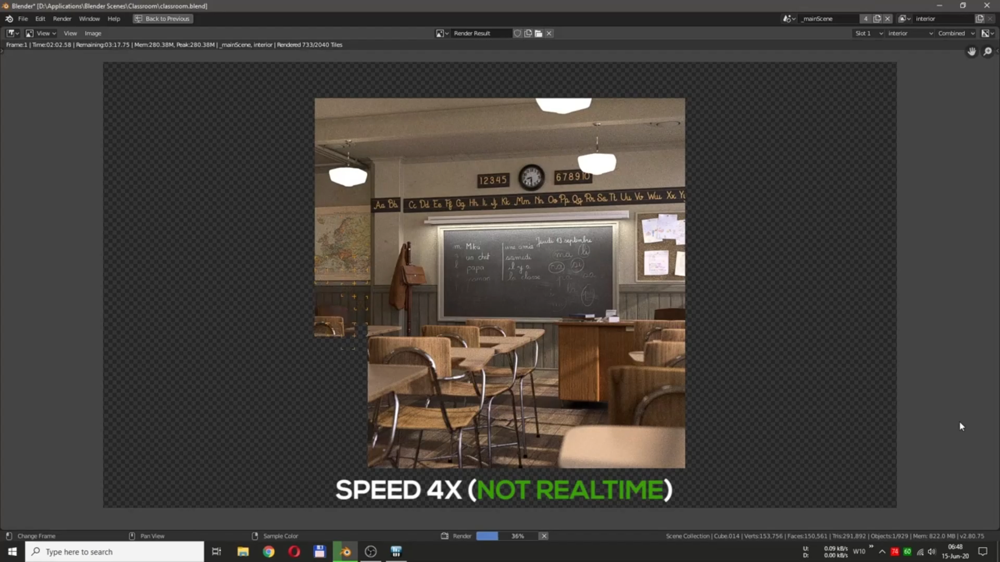 Blender* [D:\Applications\Blender Scenes\Classroom\classroom.blend]
File Edit Render Window Help Back to Previous _mainScene 4 interior
View View Image Render Result Slot 1 interior Combined
Frame:1 | Time:02:02.58 | Remaining:03:17.75 | Mem:280.38M, Peak:280.38M | _mainScene, interior | Rendered 733/2040 Tiles
12345 678910
Aa Bb Cc Dd Ee Ff Gg Hh Ii Jj Kk Mm Nn Oo Pp Qq Rr Ss Tt Uu Vv Ww Xx
Jeudi 13 septembre
m. Mika une amie
un chat samedi
papa il y a
la classe
ma
li
ra
si
SPEED 4X (NOT REALTIME)
Change Frame Pan View Sample Color Render 36% Scene Collection | Cube.014 | Verts:153,756 | Faces:150,561 | Tris:291,892 | Objects:1/929 | Mem: 822.0 MB | v2.80.75
Type here to search
U: 0.09 kB/s
D: 0.00 kB/s
W10 » 74 60
06:48
15-Jun-20